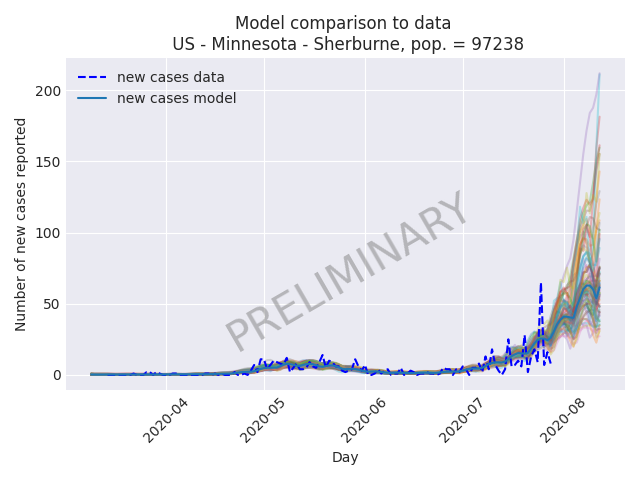 Model comparison to data
US - Minnesota - Sherburne, pop. = 97238
new cases data
new cases model
200
150
100
50
0
Number of new cases reported
PRELIMINARY
2020-04
2020-05
2020-06
2020-07
2020-08
Day